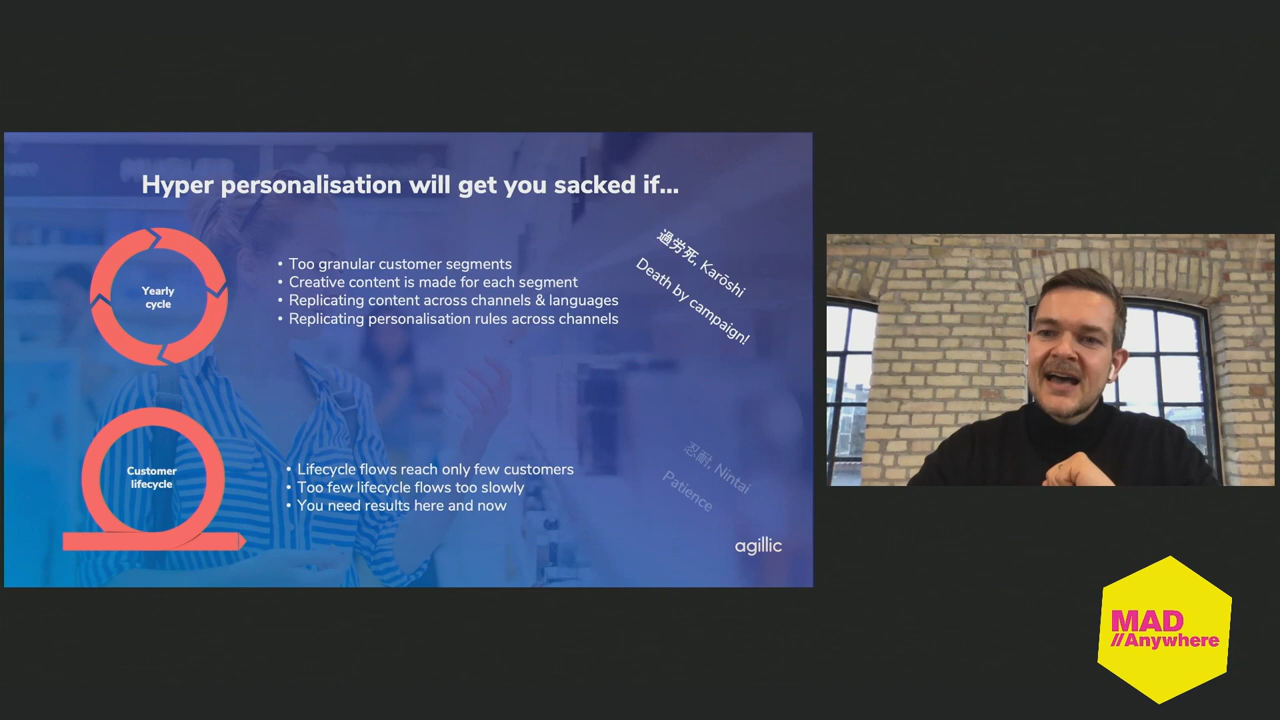 Hyper personalisation will get you sacked if...
Yearly
cycle
• Too granular customer segments
• Creative content is made for each segment
• Replicating content across channels & languages
• Replicating personalisation rules across channels
過労死, Karōshi
Death by campaign!
Customer
lifecycle
• Lifecycle flows reach only few customers
• Too few lifecycle flows too slowly
• You need results here and now
忍耐, Nintai
Patience
agillic
MAD
//Anywhere